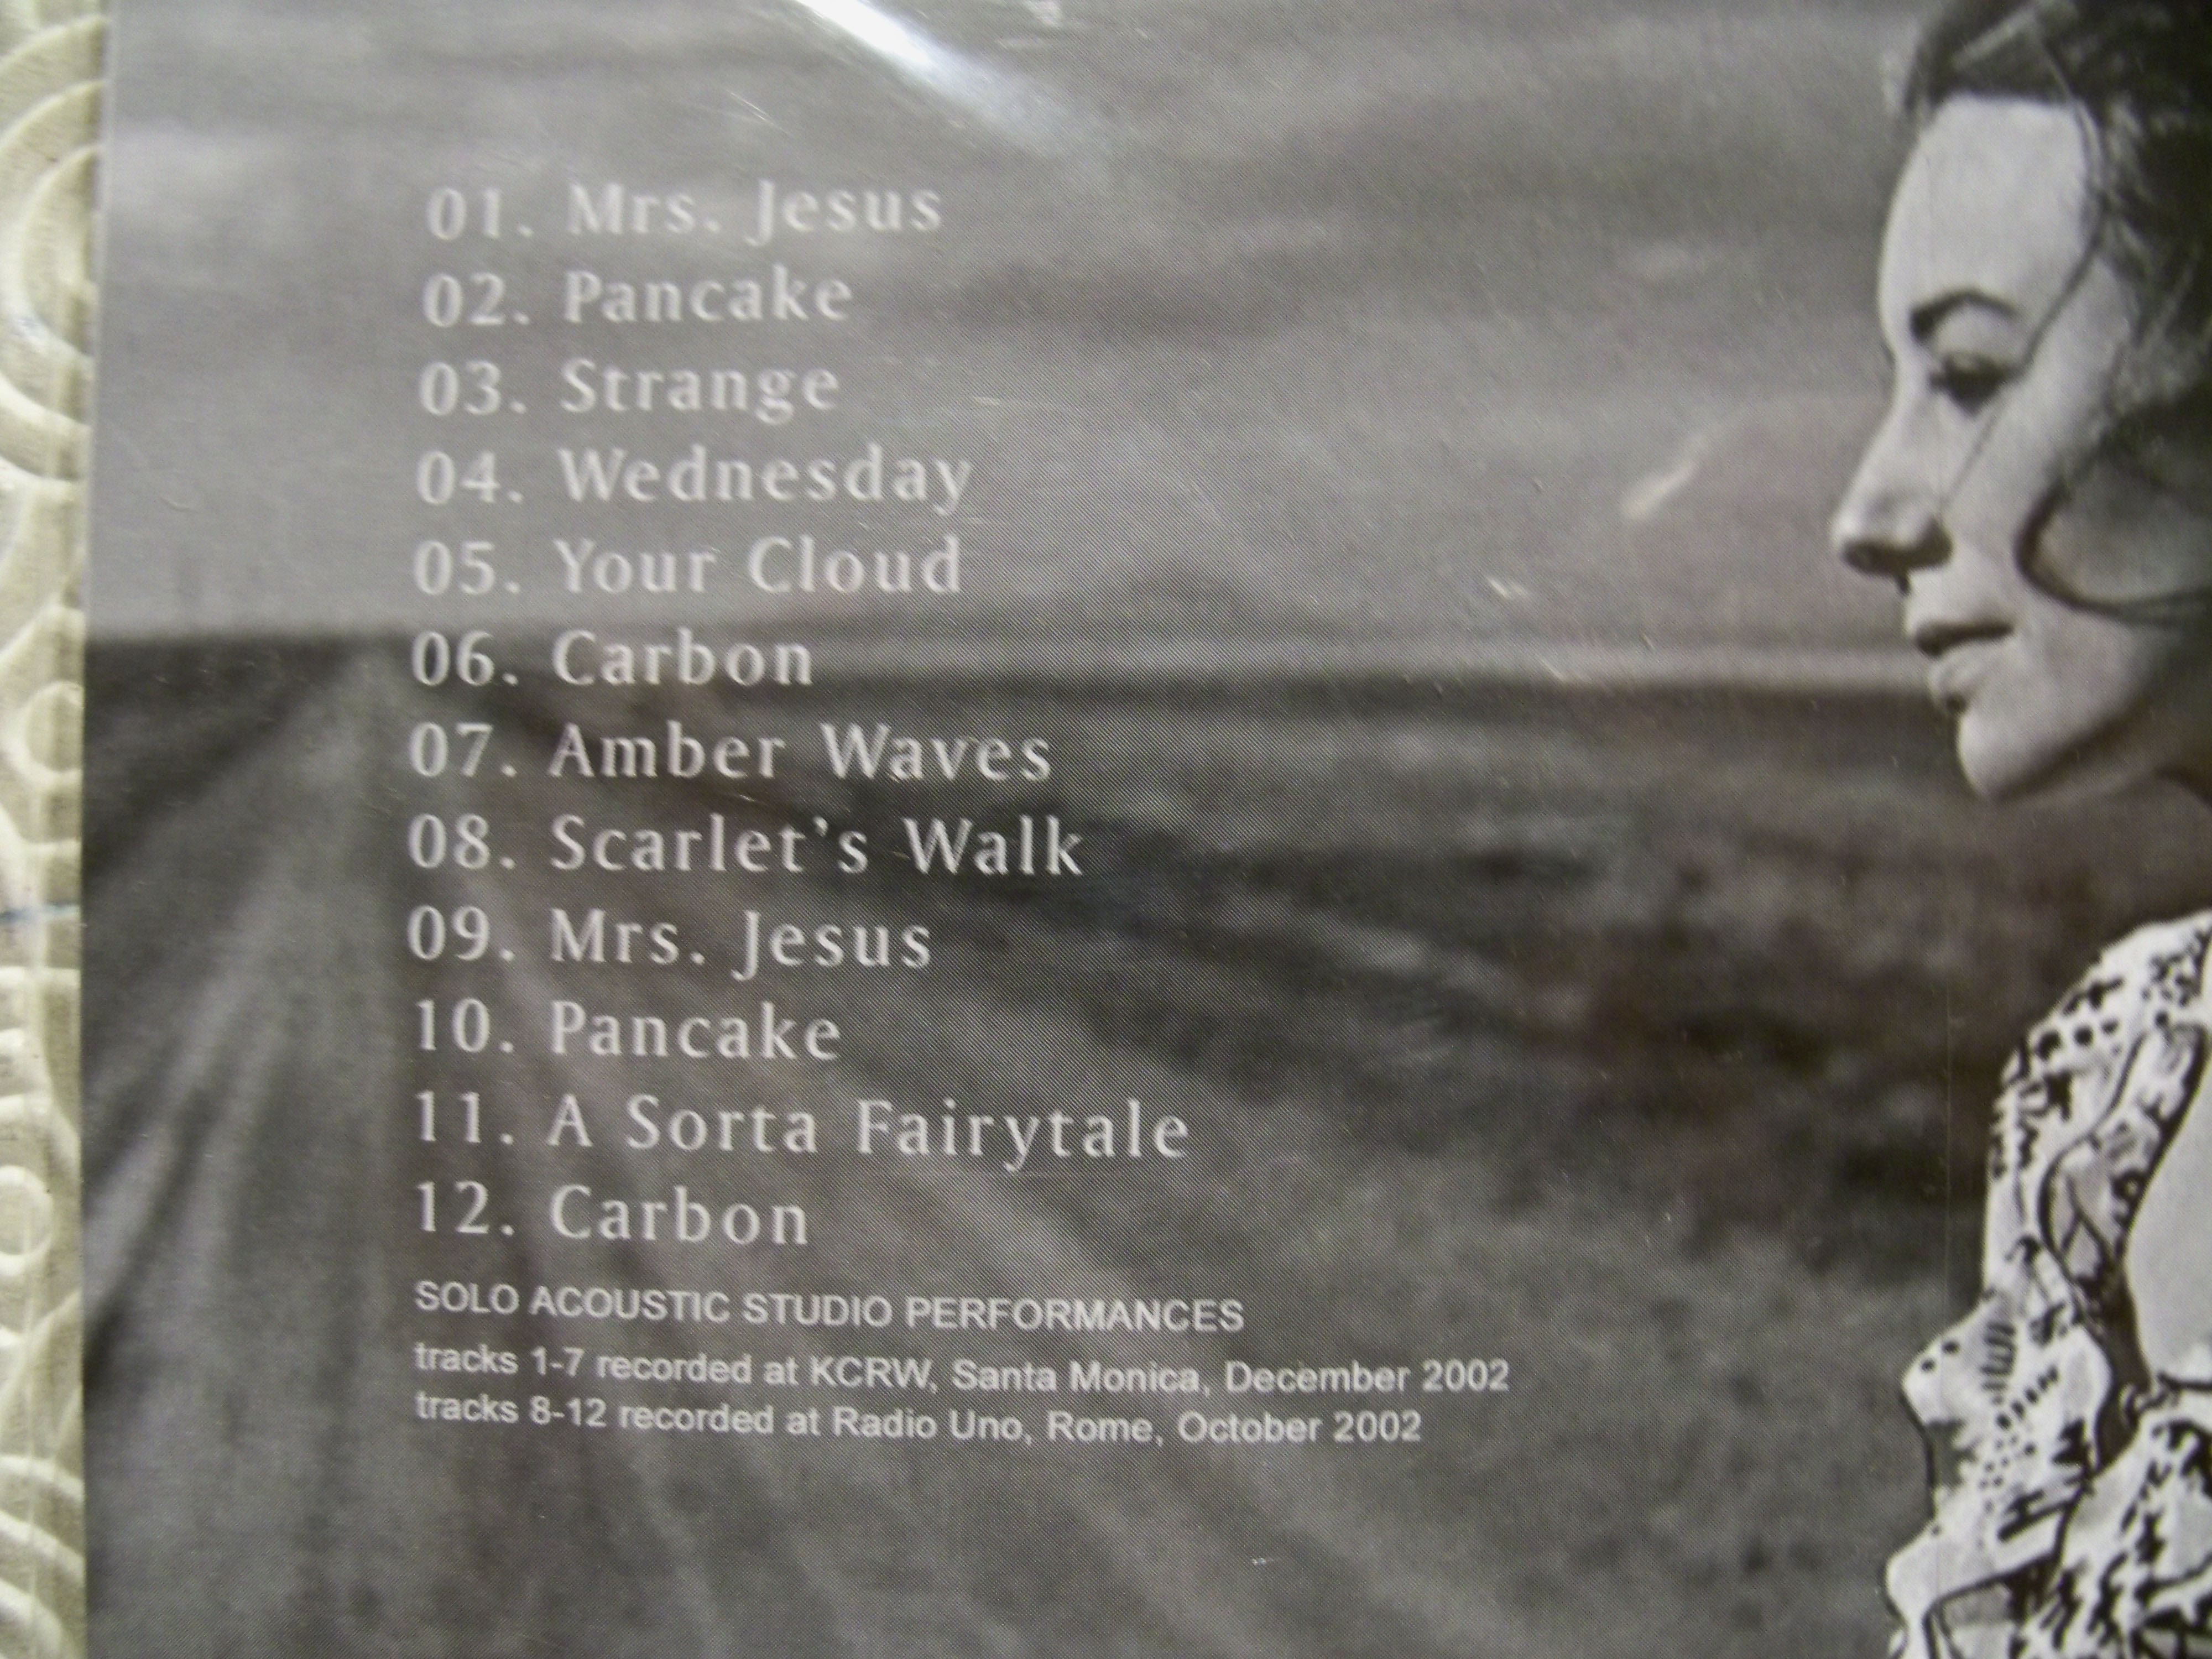 01. Mrs. Jesus
02. Pancake
03. Strange
04. Wednesday
05. Your Cloud
06. Carbon
07. Amber Waves
08. Scarlet's Walk
09. Mrs. Jesus
10. Pancake
11. A Sorta Fairytale
12. Carbon
SOLO ACOUSTIC STUDIO PERFORMANCES
tracks 1-7 recorded at KCRW, Santa Monica, December 2002
tracks 8-12 recorded at Radio Uno, Rome, October 2002